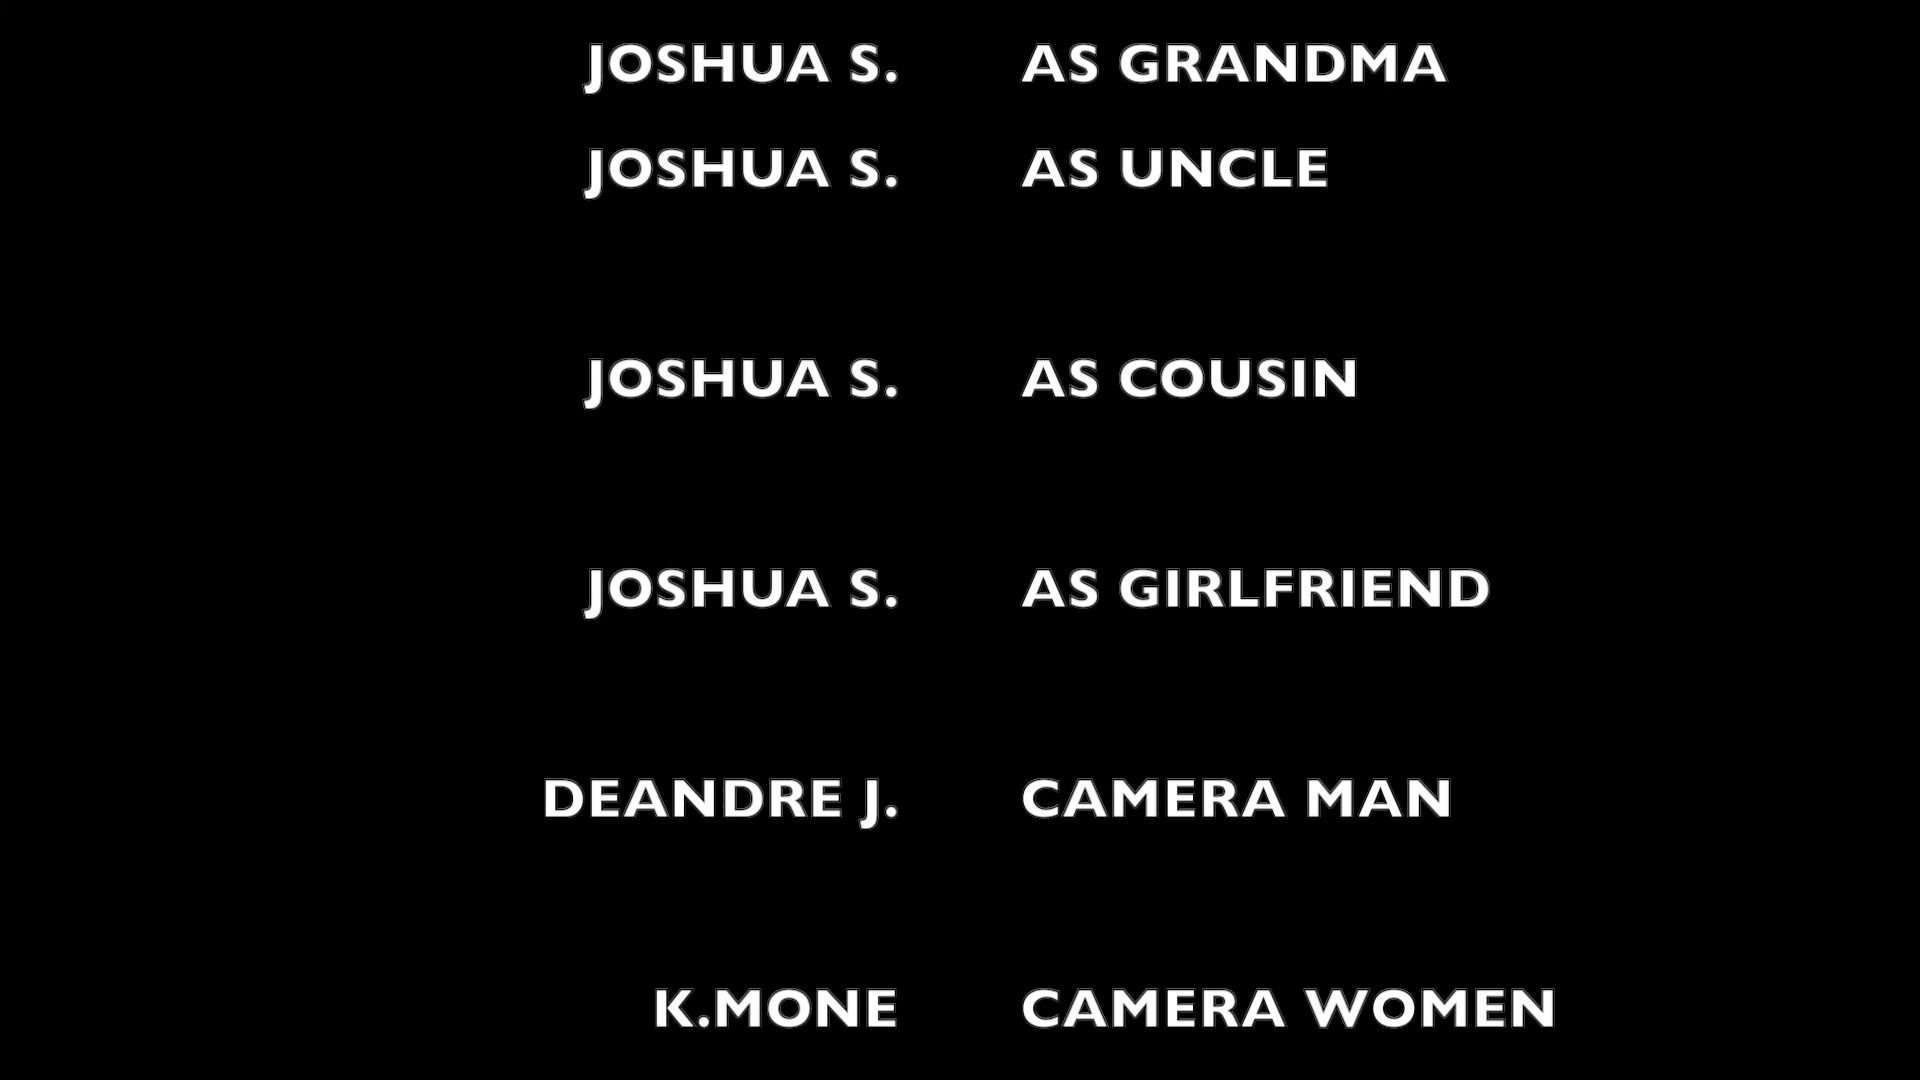 JOSHUA S. AS GRANDMA
JOSHUA S. AS UNCLE
JOSHUA S. AS COUSIN
JOSHUA S. AS GIRLFRIEND
DEANDRE J. CAMERA MAN
K.MONE CAMERA WOMEN